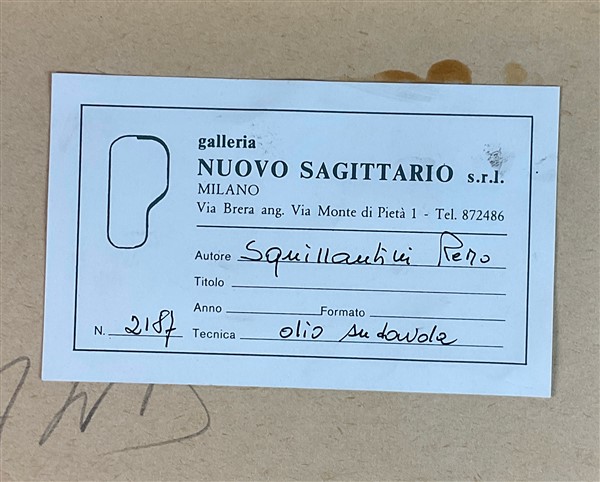 galleria
NUOVO SAGITTARIO s.r.l.
MILANO
Via Brera ang. Via Monte di Pietà 1 - Tel. 872486
Autore Squillantini Remo
Titolo
Anno Formato
N. 2187 Tecnica olio su tavola